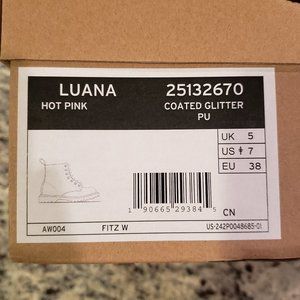 LUANA 25132670
HOT PINK COATED GLITTER
PU
UK 5
US 7
EU 38
1 90665 29384 5
CN
AW004 FITZ W US-242P0048685-01